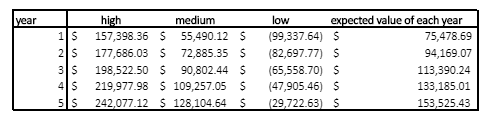 year high medium low expected value of each year
1 $ 157,398.36 $ 55,490.12 $ (99,337.64) $ 75,478.69
2 $ 177,686.03 $ 72,885.35 $ (82,697.77) $ 94,169.07
3 $ 198,522.50 $ 90,802.44 $ (65,558.70) $ 113,390.24
4 $ 219,977.98 $ 109,257.05 $ (47,905.46) $ 133,185.01
5 $ 242,077.12 $ 128,104.64 $ (29,722.63) $ 153,525.43